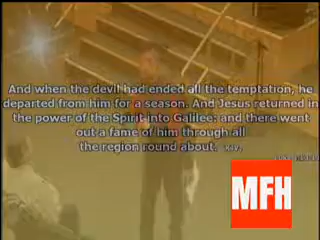 And when the devil had ended all the temptation, he
departed from him for a season. And Jesus returned in
the power of the Spirit into Galilee: and there went
out a fame of him through all
the region round about. KJV.
MFH